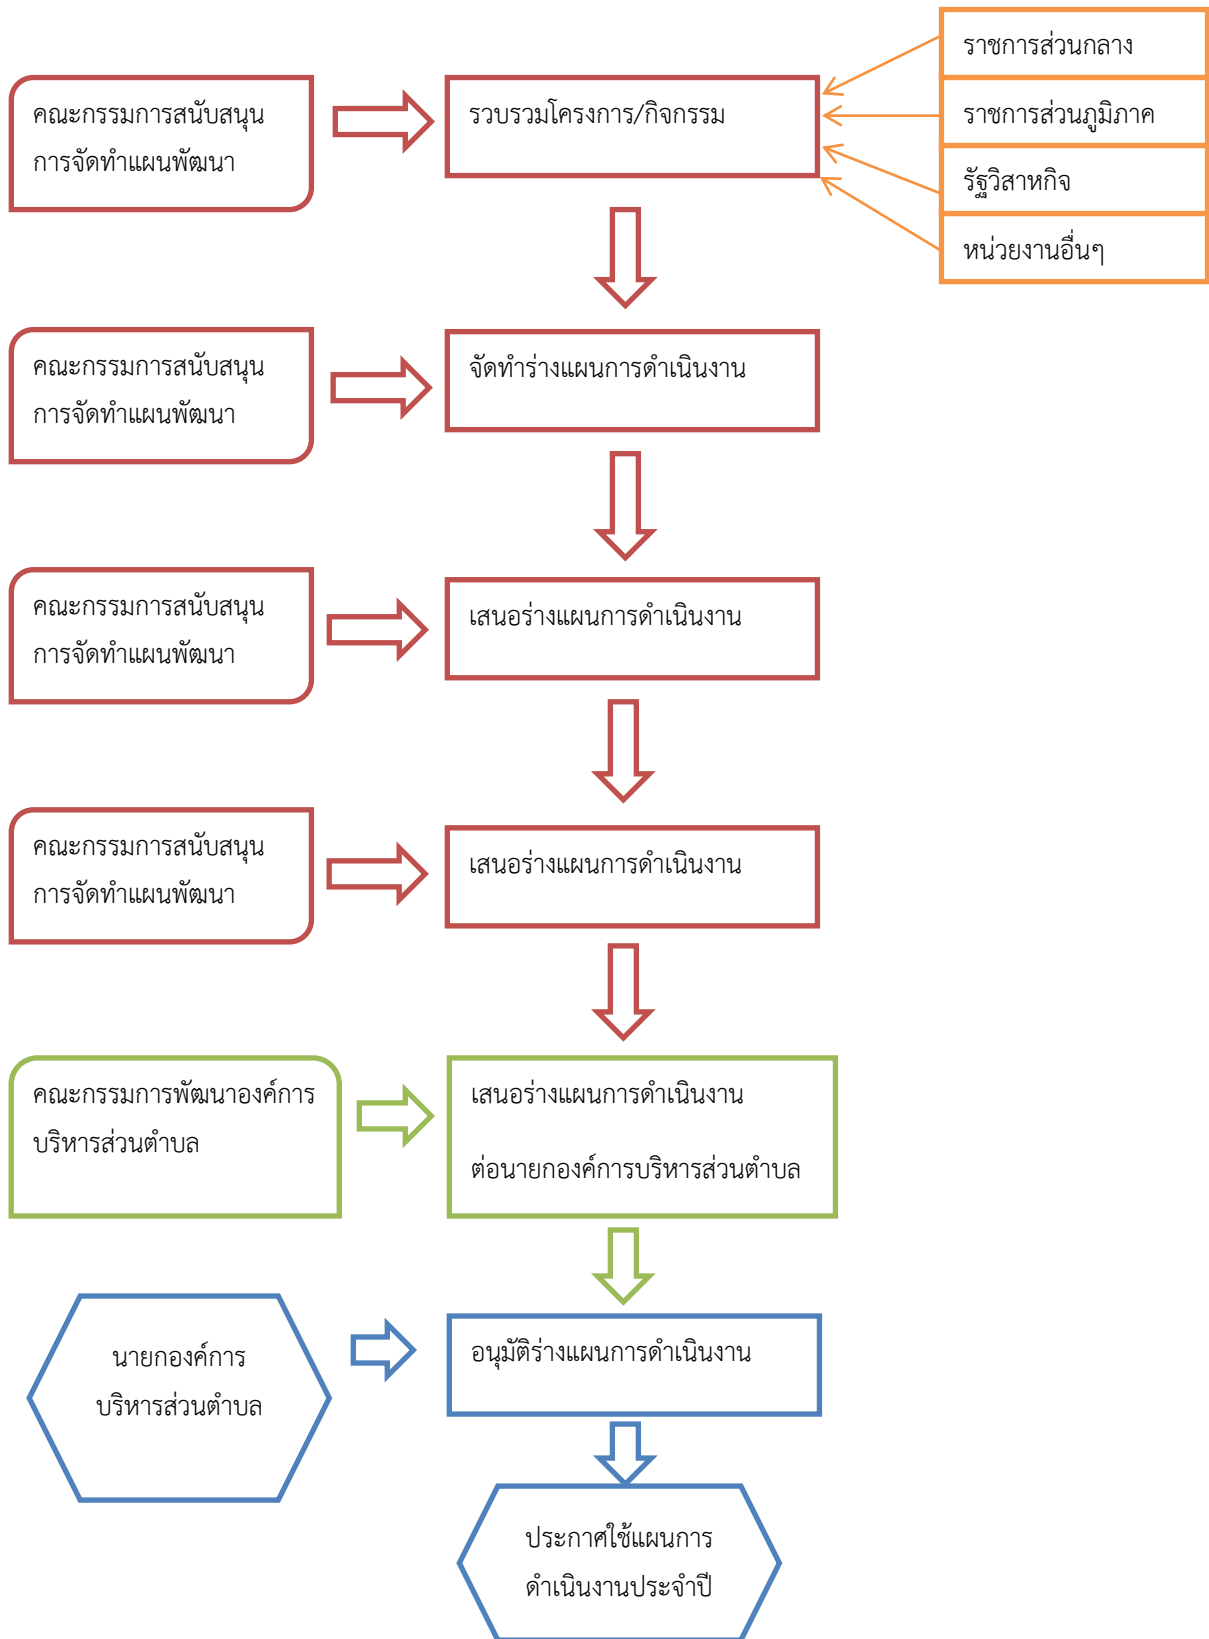 ราชการส่วนกลาง
คณะกรรมการสนับสนุน
การจัดทำแผนพัฒนา
รวบรวมโครงการ/กิจกรรม
ราชการส่วนภูมิภาค
รัฐวิสาหกิจ
หน่วยงานอื่นๆ
คณะกรรมการสนับสนุน
การจัดทำแผนพัฒนา
จัดทำร่างแผนการดำเนินงาน
คณะกรรมการสนับสนุน
การจัดทำแผนพัฒนา
เสนอร่างแผนการดำเนินงาน
คณะกรรมการสนับสนุน
การจัดทำแผนพัฒนา
เสนอร่างแผนการดำเนินงาน
คณะกรรมการพัฒนาองค์การ
บริหารส่วนตำบล
เสนอร่างแผนการดำเนินงาน
ต่อนายกองค์การบริหารส่วนตำบล
นายกองค์การ
บริหารส่วนตำบล
อนุมัติร่างแผนการดำเนินงาน
ประกาศใช้แผนการ
ดำเนินงานประจำปี